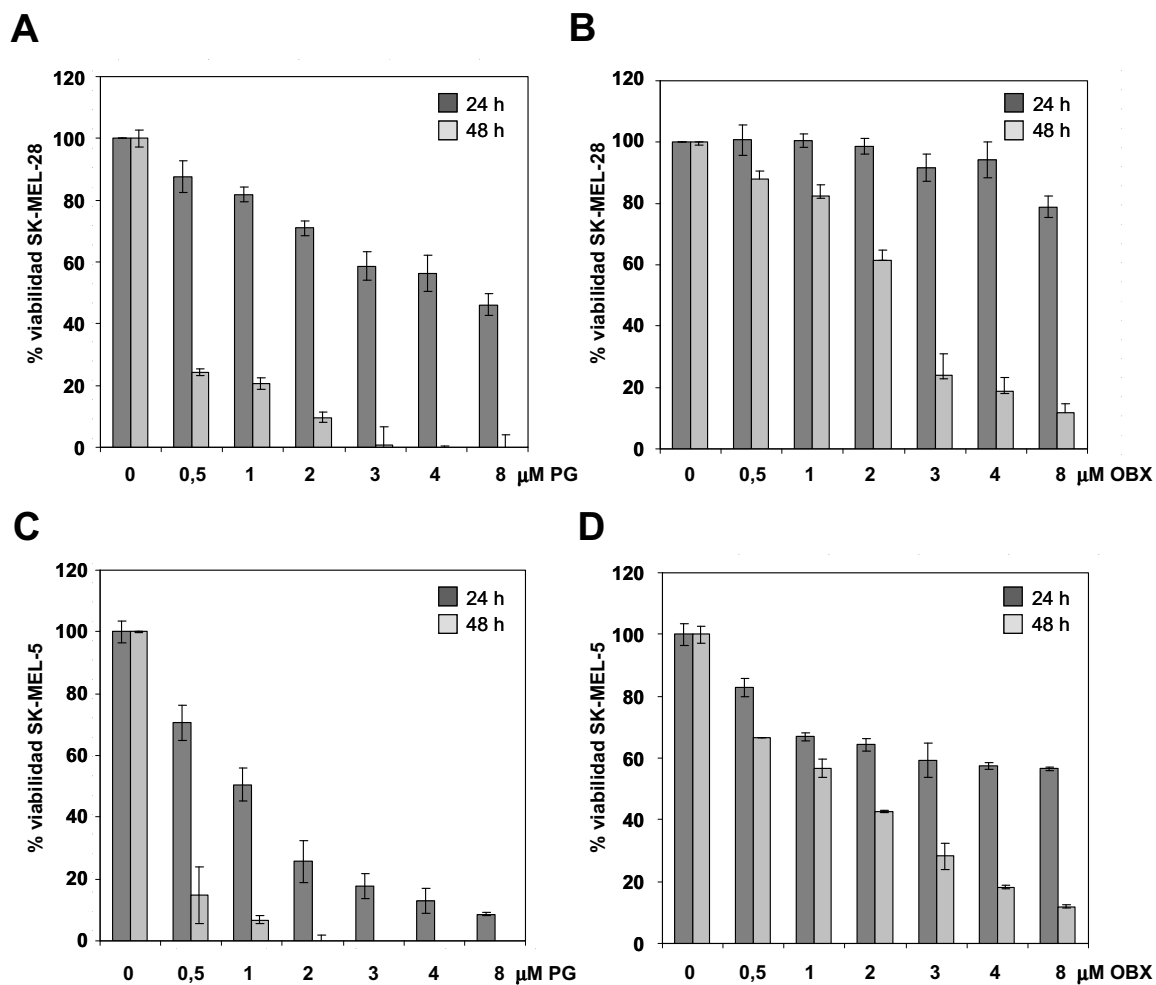 A
% viabilidad SK-MEL-28
120
100
80
60
40
20
0
24 h
48 h
0 0,5 1 2 3 4 8 μM PG
B
% viabilidad SK-MEL-28
120
100
80
60
40
20
0
24 h
48 h
0 0,5 1 2 3 4 8 μM OBX
C
% viabilidad SK-MEL-5
120
100
80
60
40
20
0
24 h
48 h
0 0,5 1 2 3 4 8 μM PG
D
% viabilidad SK-MEL-5
120
100
80
60
40
20
0
24 h
48 h
0 0,5 1 2 3 4 8 μM OBX